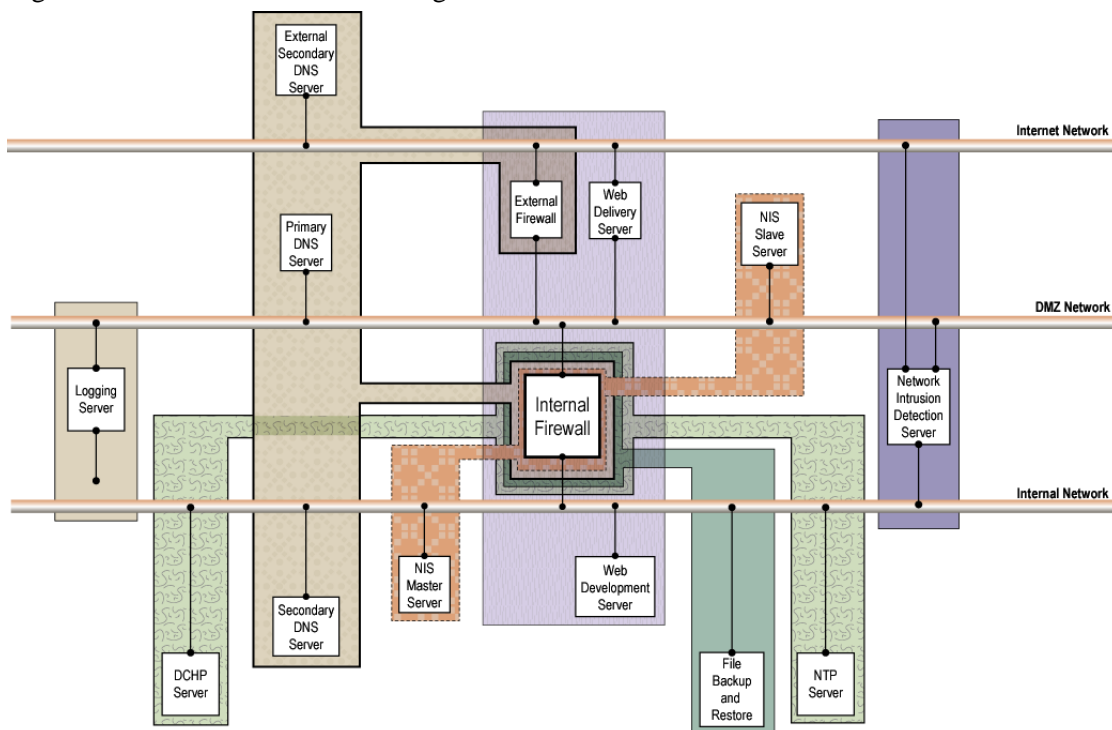 External
Secondary
DNS
Server
Internet Network
External
Firewall
Web
Delivery
Server
NIS
Slave
Server
Primary
DNS
Server
DMZ Network
Logging
Server
Internal
Firewall
Network
Intrusion
Detection
Server
Internal Network
NIS
Master
Server
Web
Development
Server
Secondary
DNS
Server
DCHP
Server
File
Backup
and
Restore
NTP
Server